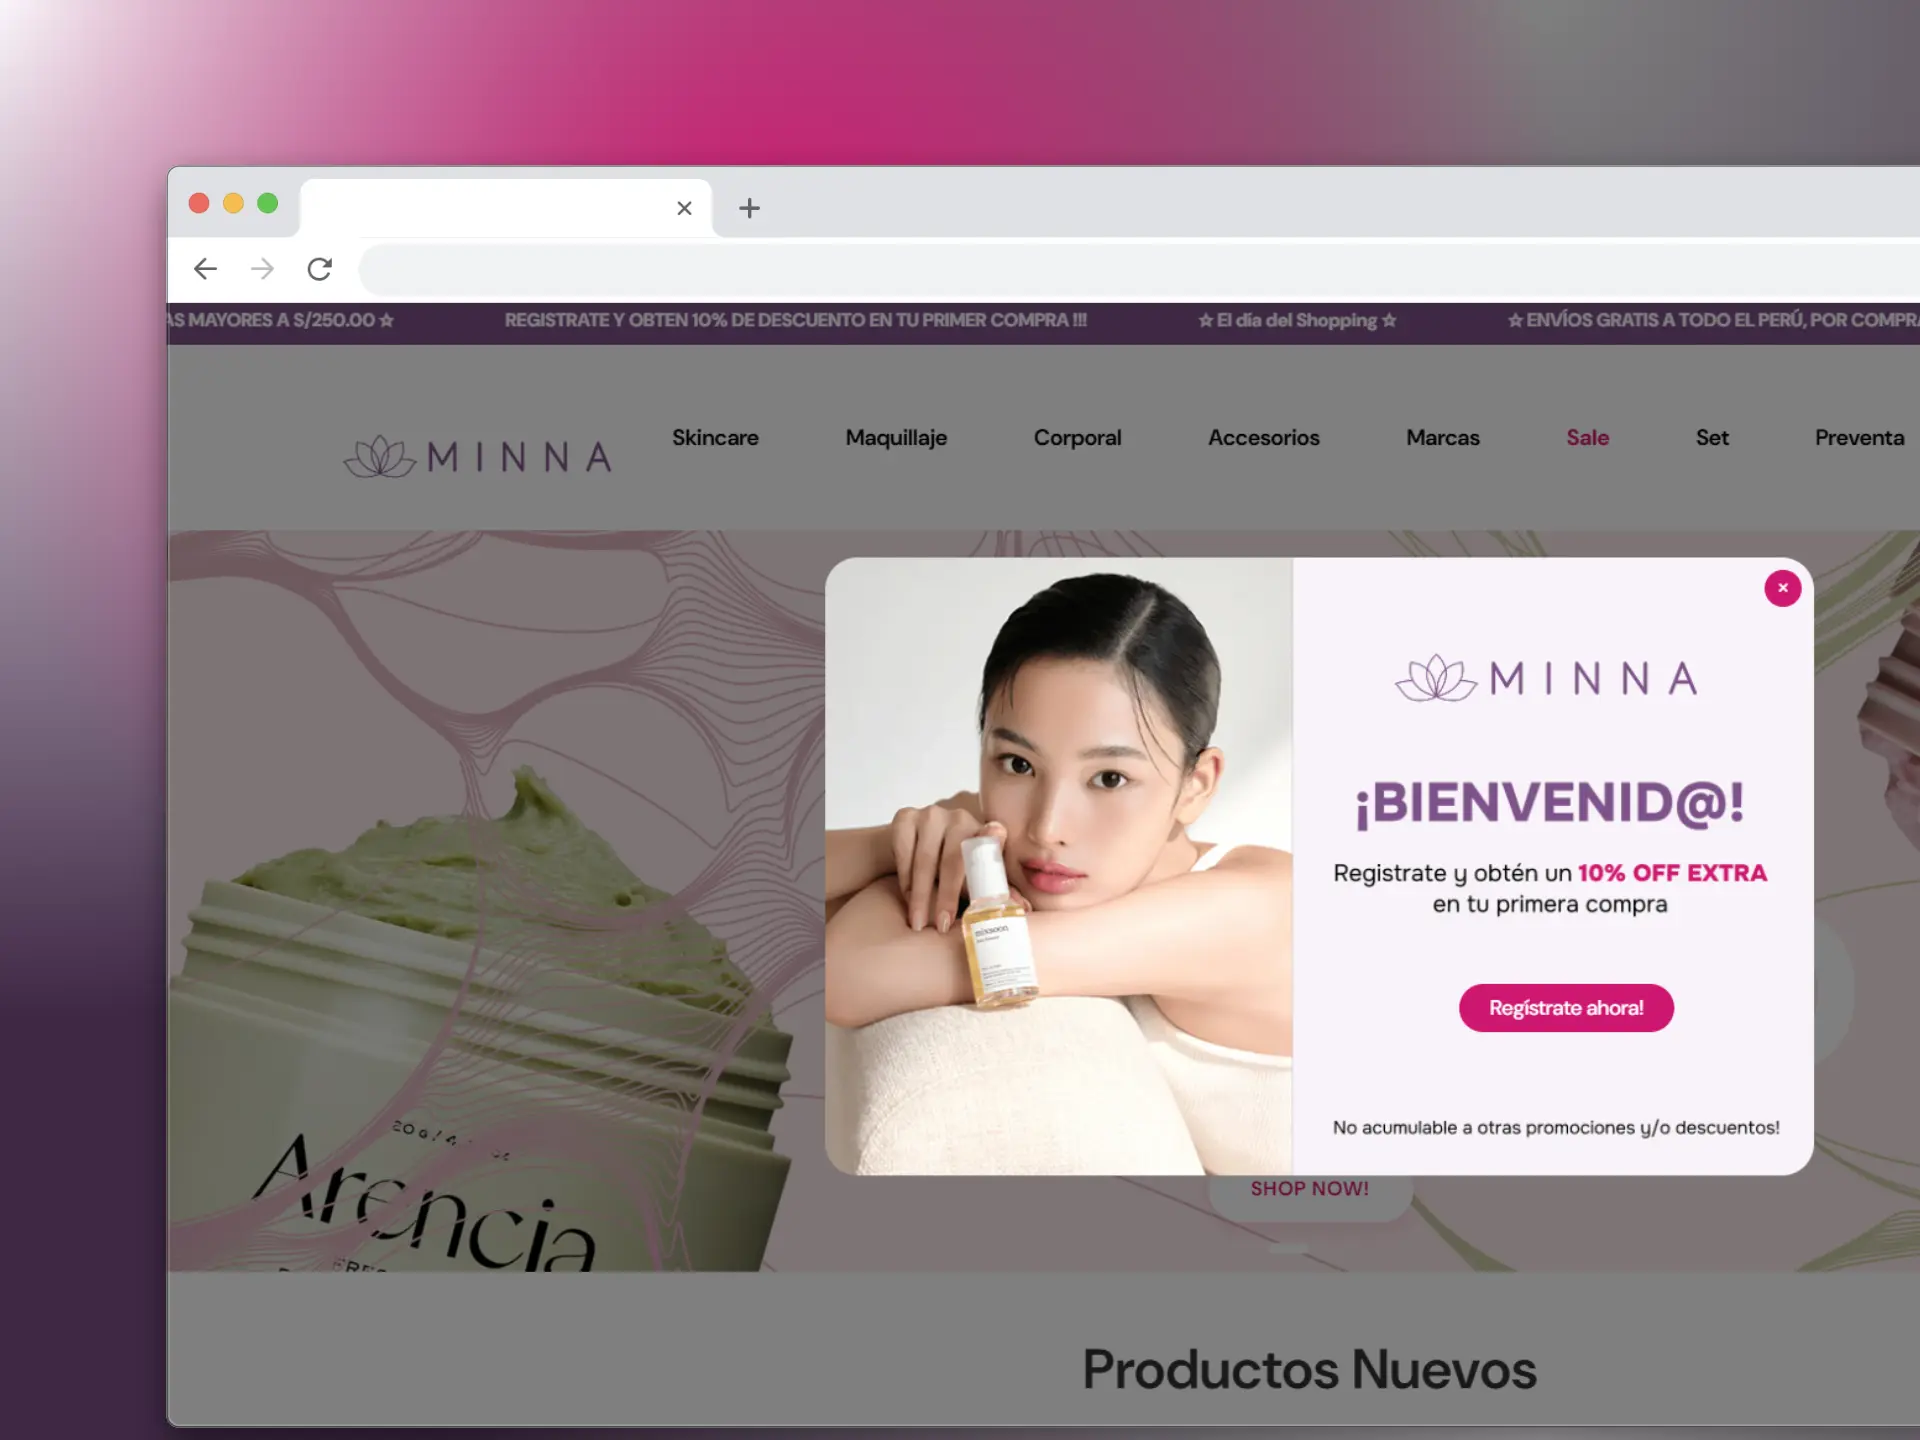 AS MAYORES A S/250.00 ☆
REGISTRATE Y OBTEN 10% DE DESCUENTO EN TU PRIMER COMPRA !!!
☆ El día del Shopping ☆
☆ ENVÍOS GRATIS A TODO EL PERÚ, POR COMPRA
MINNA
Skincare
Maquillaje
Corporal
Accesorios
Marcas
Sale
Set
Preventa
MINNA
¡BIENVENID@!
Registrate y obtén un 10% OFF EXTRA
en tu primera compra
mixsoon
Regístrate ahora!
No acumulable a otras promociones y/o descuentos!
Arencia
SHOP NOW!
Productos Nuevos